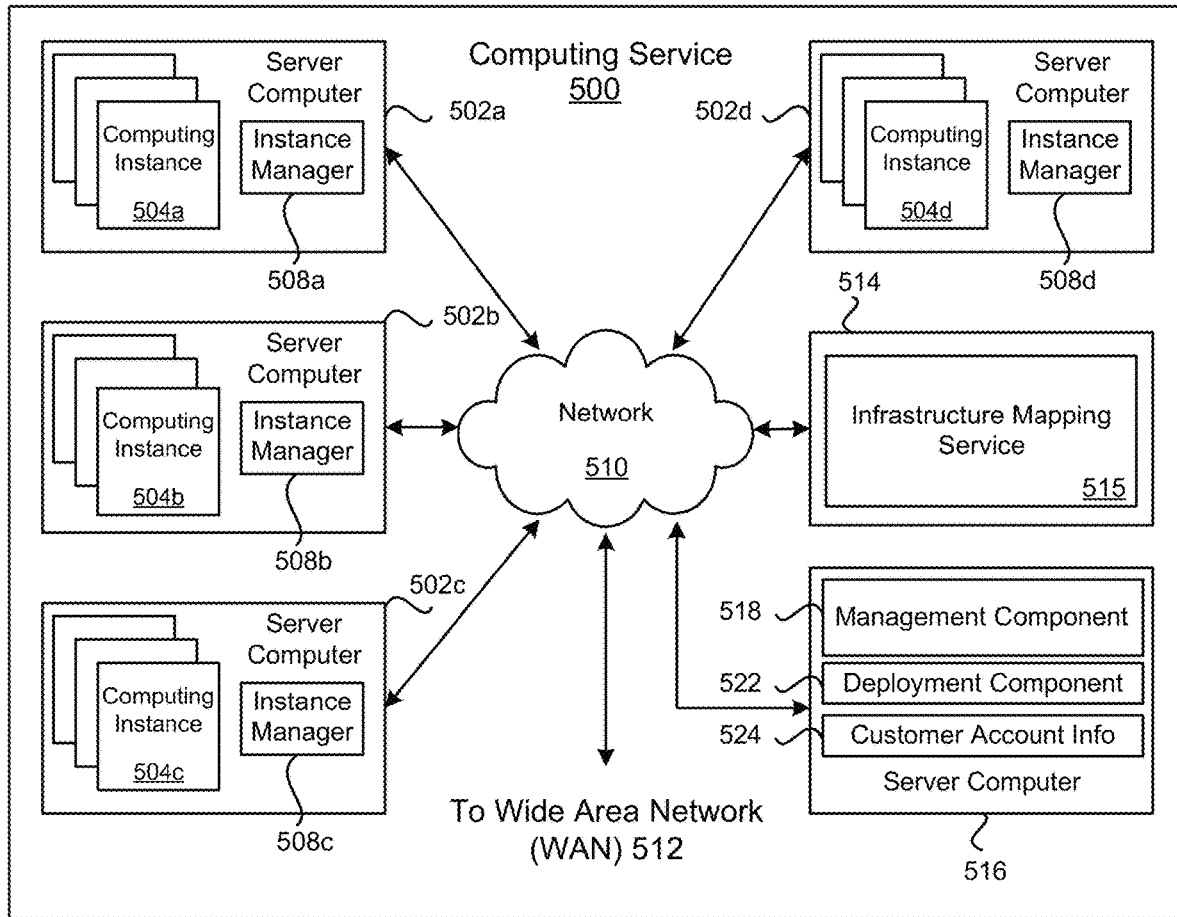 Computing Service
500
Server
Computer
502a
Computing
Instance
504a
Instance
Manager
508a
502d
Server
Computer
Computing
Instance
504d
Instance
Manager
508d
502b
Server
Computer
Computing
Instance
504b
Instance
Manager
508b
Network
510
514
Infrastructure Mapping
Service
515
502c
Server
Computer
Computing
Instance
504c
Instance
Manager
508c
To Wide Area Network
(WAN) 512
518
Management Component
522
Deployment Component
524
Customer Account Info
Server Computer
516